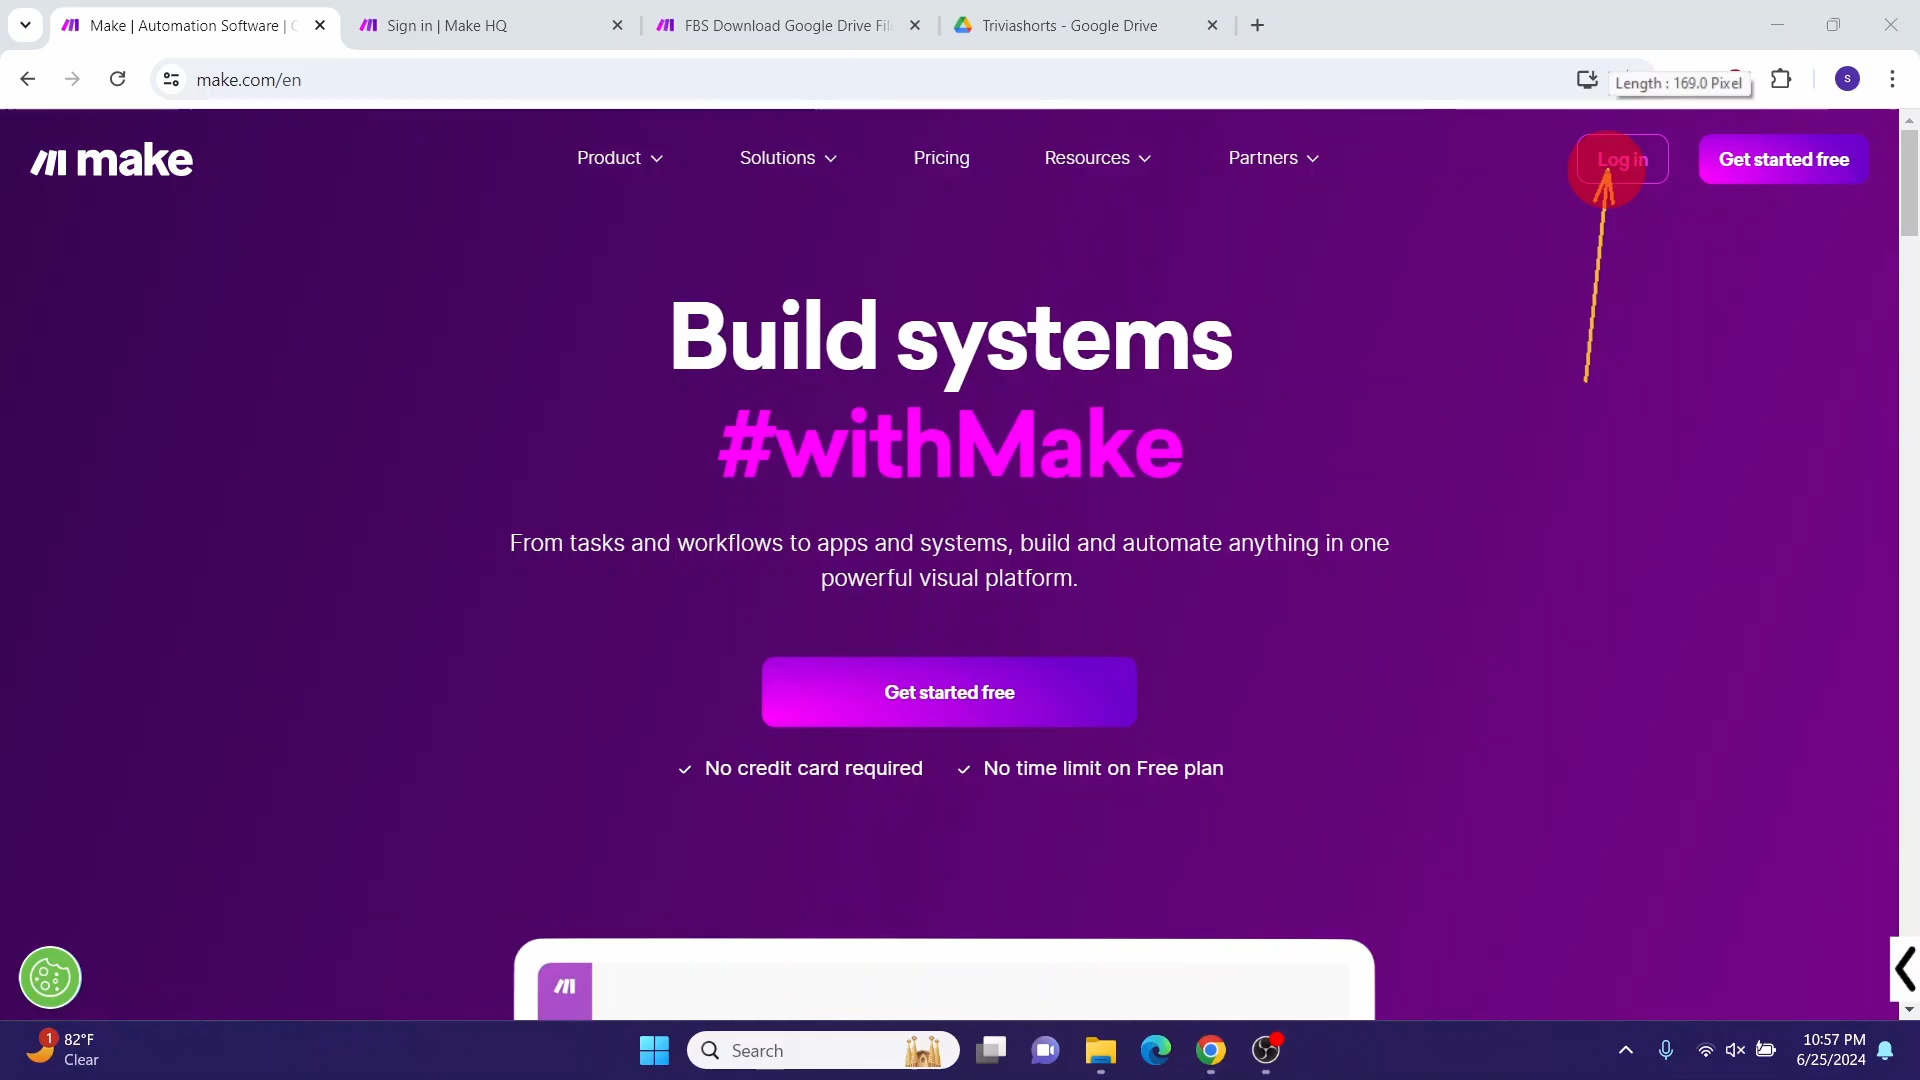 Make | Automation Software | C
Sign in | Make HQ
FBS Download Google Drive Fil
Triviashorts - Google Drive
make.com/en
Length : 169.0 Pixel
S
make
Product
Solutions
Pricing
Resources
Partners
Log in
Get started free
Build systems
#withMake
From tasks and workflows to apps and systems, build and automate anything in one
powerful visual platform.
Get started free
No credit card required
No time limit on Free plan
1
82°F
Clear
Search
10:57 PM
6/25/2024